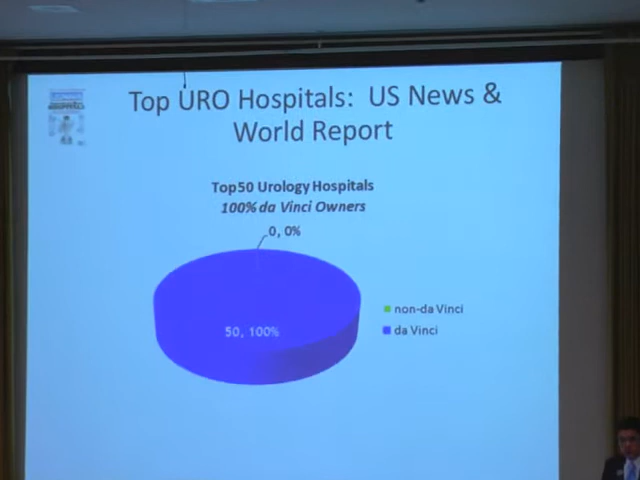 Top URO Hospitals: US News &
World Report
Top50 Urology Hospitals
100% da Vinci Owners
0, 0%
50, 100%
non-da Vinci
da Vinci